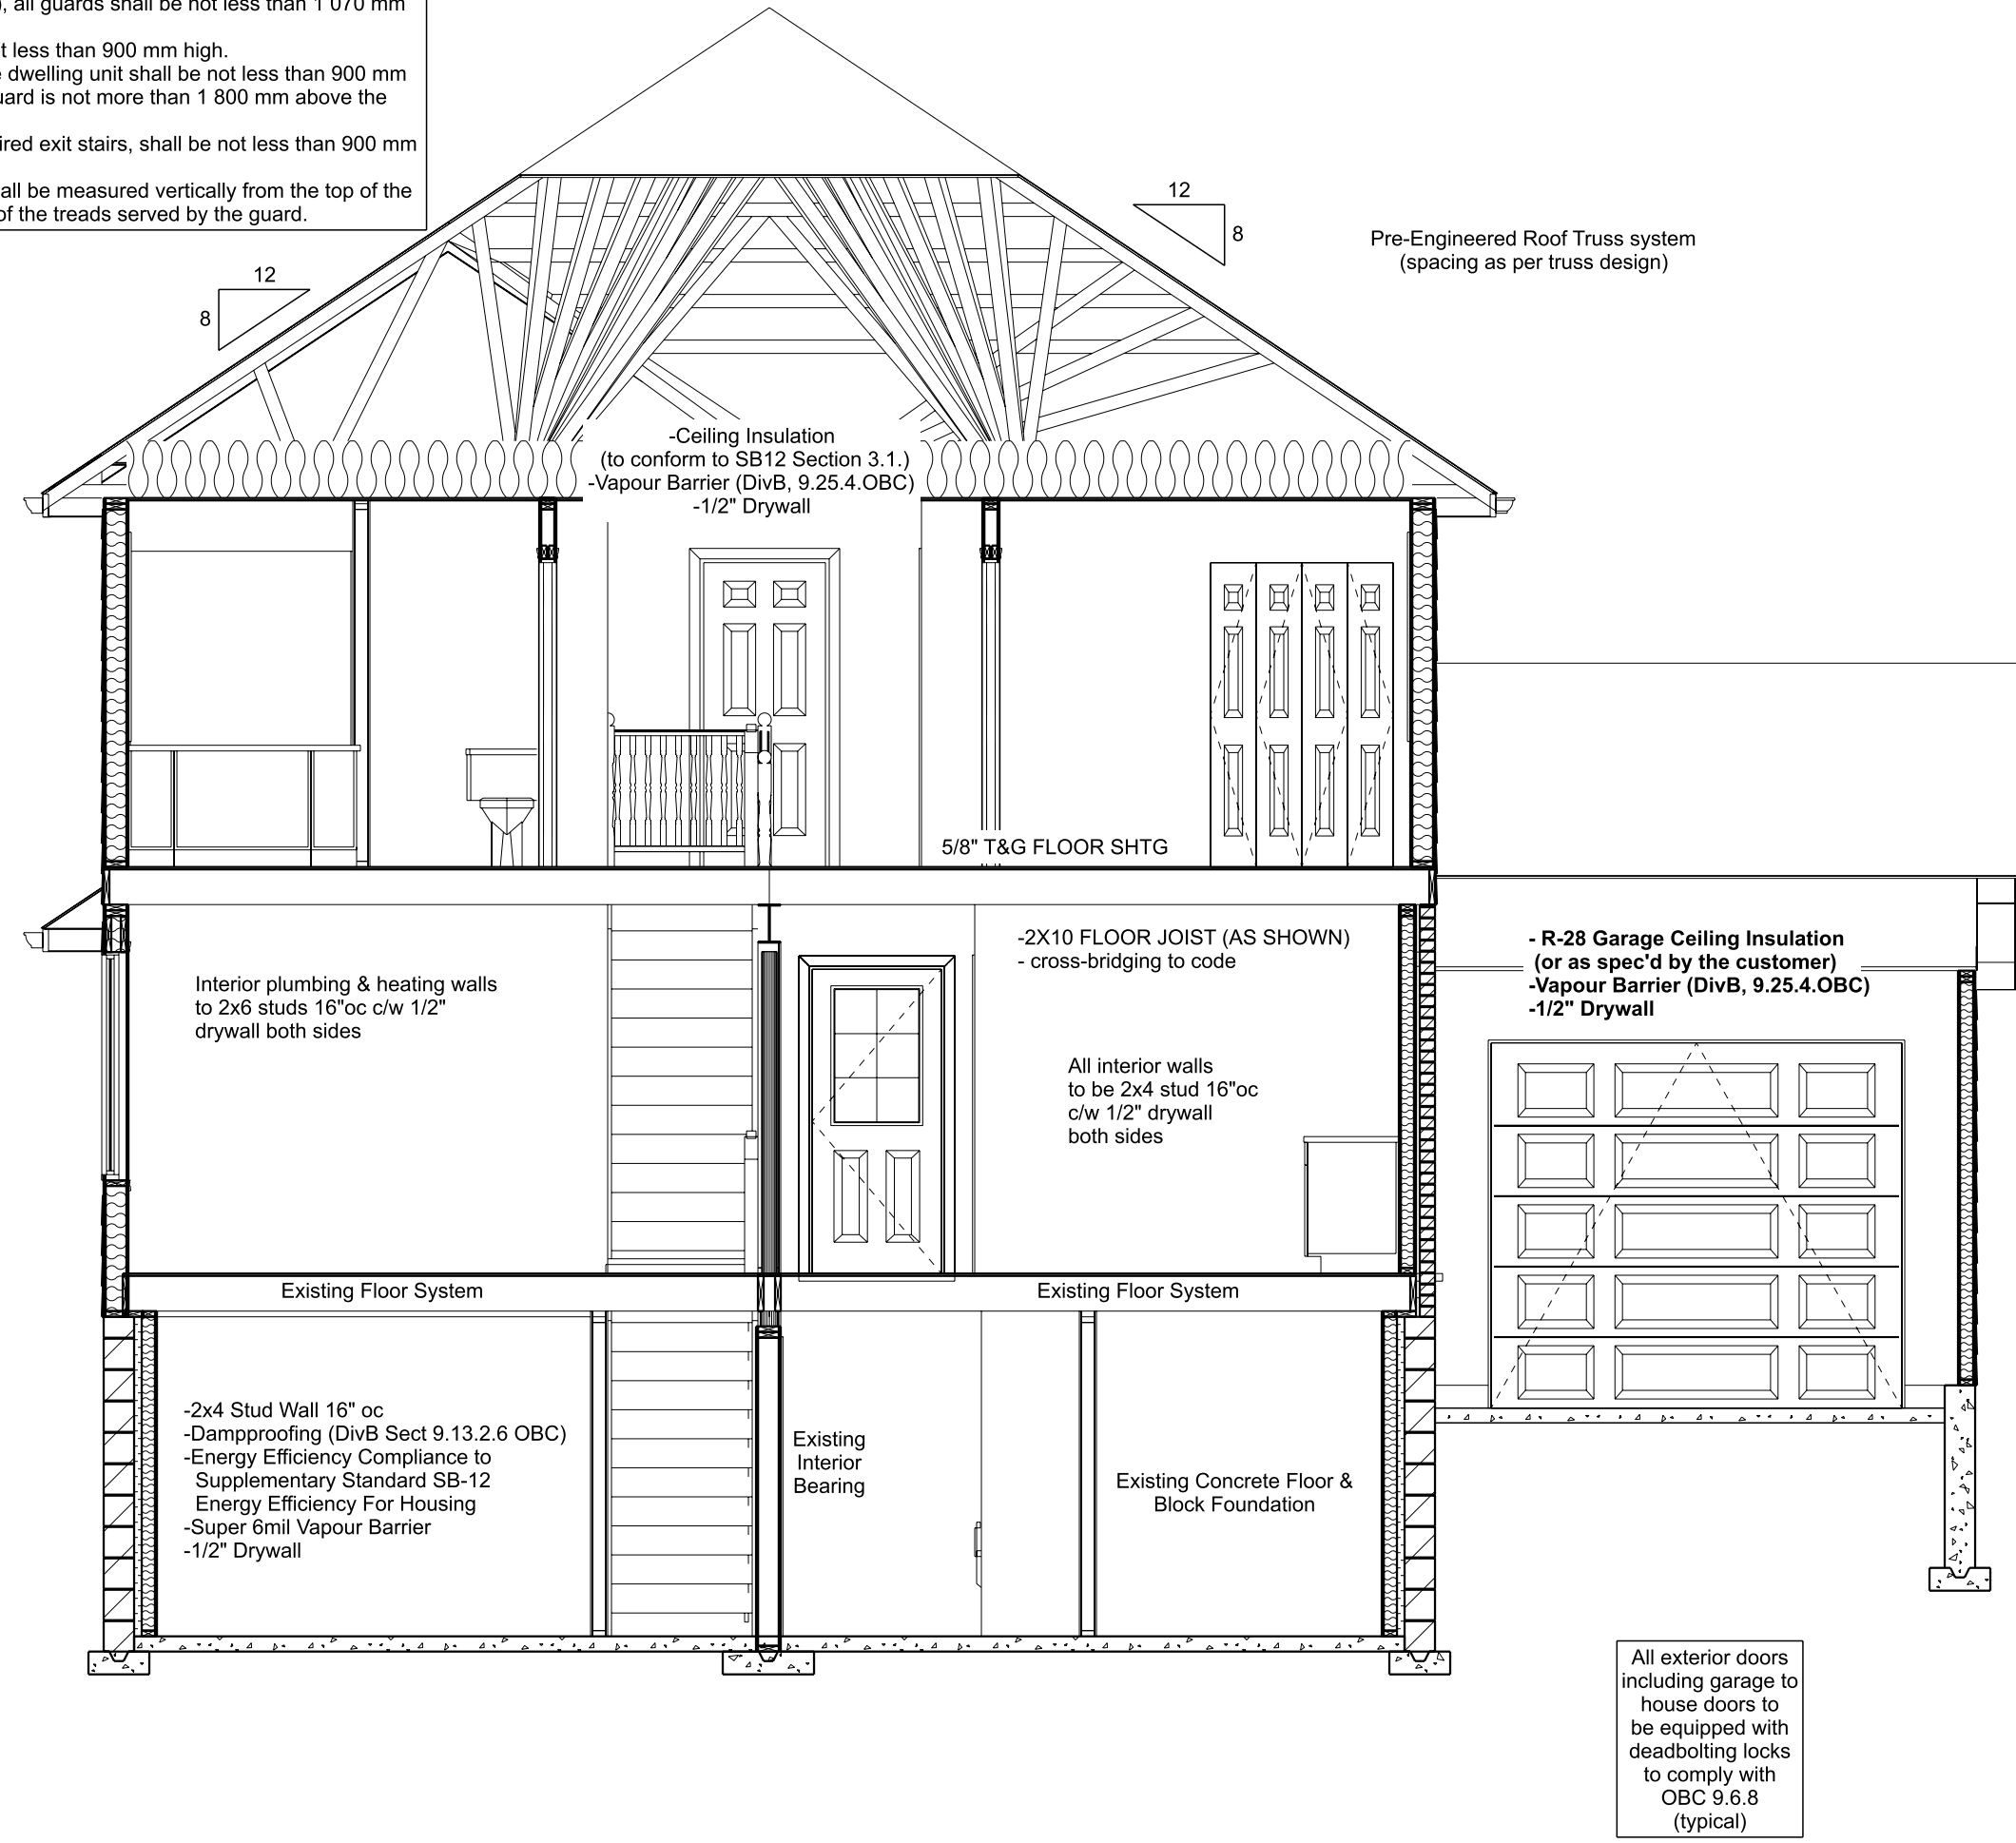 ), all guards shall be not less than 1 070 mm
t less than 900 mm high.
e dwelling unit shall be not less than 900 mm
uard is not more than 1 800 mm above the
ired exit stairs, shall be not less than 900 mm
all be measured vertically from the top of the
of the treads served by the guard.
12
8
12
8
Pre-Engineered Roof Truss system
(spacing as per truss design)
-Ceiling Insulation
(to conform to SB12 Section 3.1.)
-Vapour Barrier (DivB, 9.25.4.OBC)
-1/2" Drywall
5/8" T&G FLOOR SHTG
-2X10 FLOOR JOIST (AS SHOWN)
- cross-bridging to code
- R-28 Garage Ceiling Insulation
(or as spec'd by the customer)
-Vapour Barrier (DivB, 9.25.4.OBC)
-1/2" Drywall
Interior plumbing & heating walls
to 2x6 studs 16"oc c/w 1/2"
drywall both sides
All interior walls
to be 2x4 stud 16"oc
c/w 1/2" drywall
both sides
Existing Floor System
Existing Floor System
-2x4 Stud Wall 16" oc
-Dampproofing (DivB Sect 9.13.2.6 OBC)
-Energy Efficiency Compliance to
Supplementary Standard SB-12
Energy Efficiency For Housing
-Super 6mil Vapour Barrier
-1/2" Drywall
Existing
Interior
Bearing
Existing Concrete Floor &
Block Foundation
All exterior doors
including garage to
house doors to
be equipped with
deadbolting locks
to comply with
OBC 9.6.8
(typical)